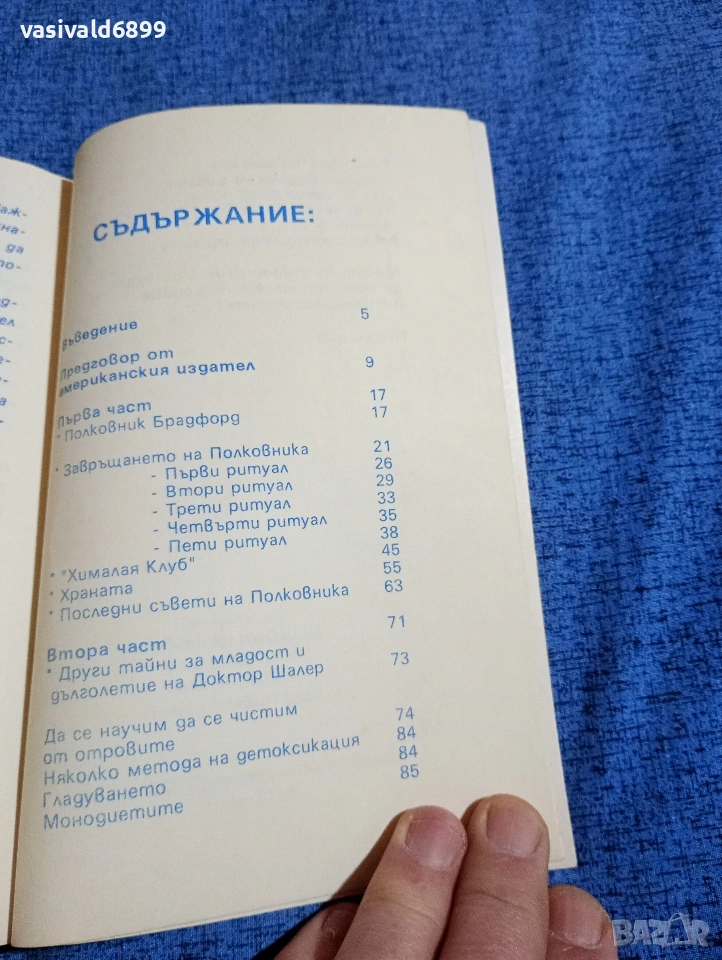 vasivald6899
СЪДЪРЖАНИЕ:
Въведение 5
Предговор от
американския издател 9
Първа част 17
* Полковник Брадфорд 17
* Завръщането на Полковника 21
- Първи ритуал 26
- Втори ритуал 29
- Трети ритуал 33
- Четвърти ритуал 35
- Пети ритуал 38
* "Хималая Клуб" 45
* Храната 55
* Последни съвети на Полковника 63
Втора част 71
* Други тайни за младост и
дълголетие на Доктор Шалер 73
Да се научим да се чистим
от отровите 74
Няколко метода на детоксикация 84
Гладуването 84
Монодиетите 85
BAZAR